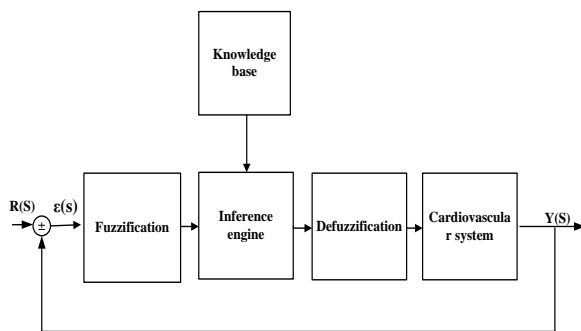 Knowledge
base
R(S)
±
ε(s)
Fuzzification
Inference
engine
Defuzzification
Cardiovascula
r system
Y(S)